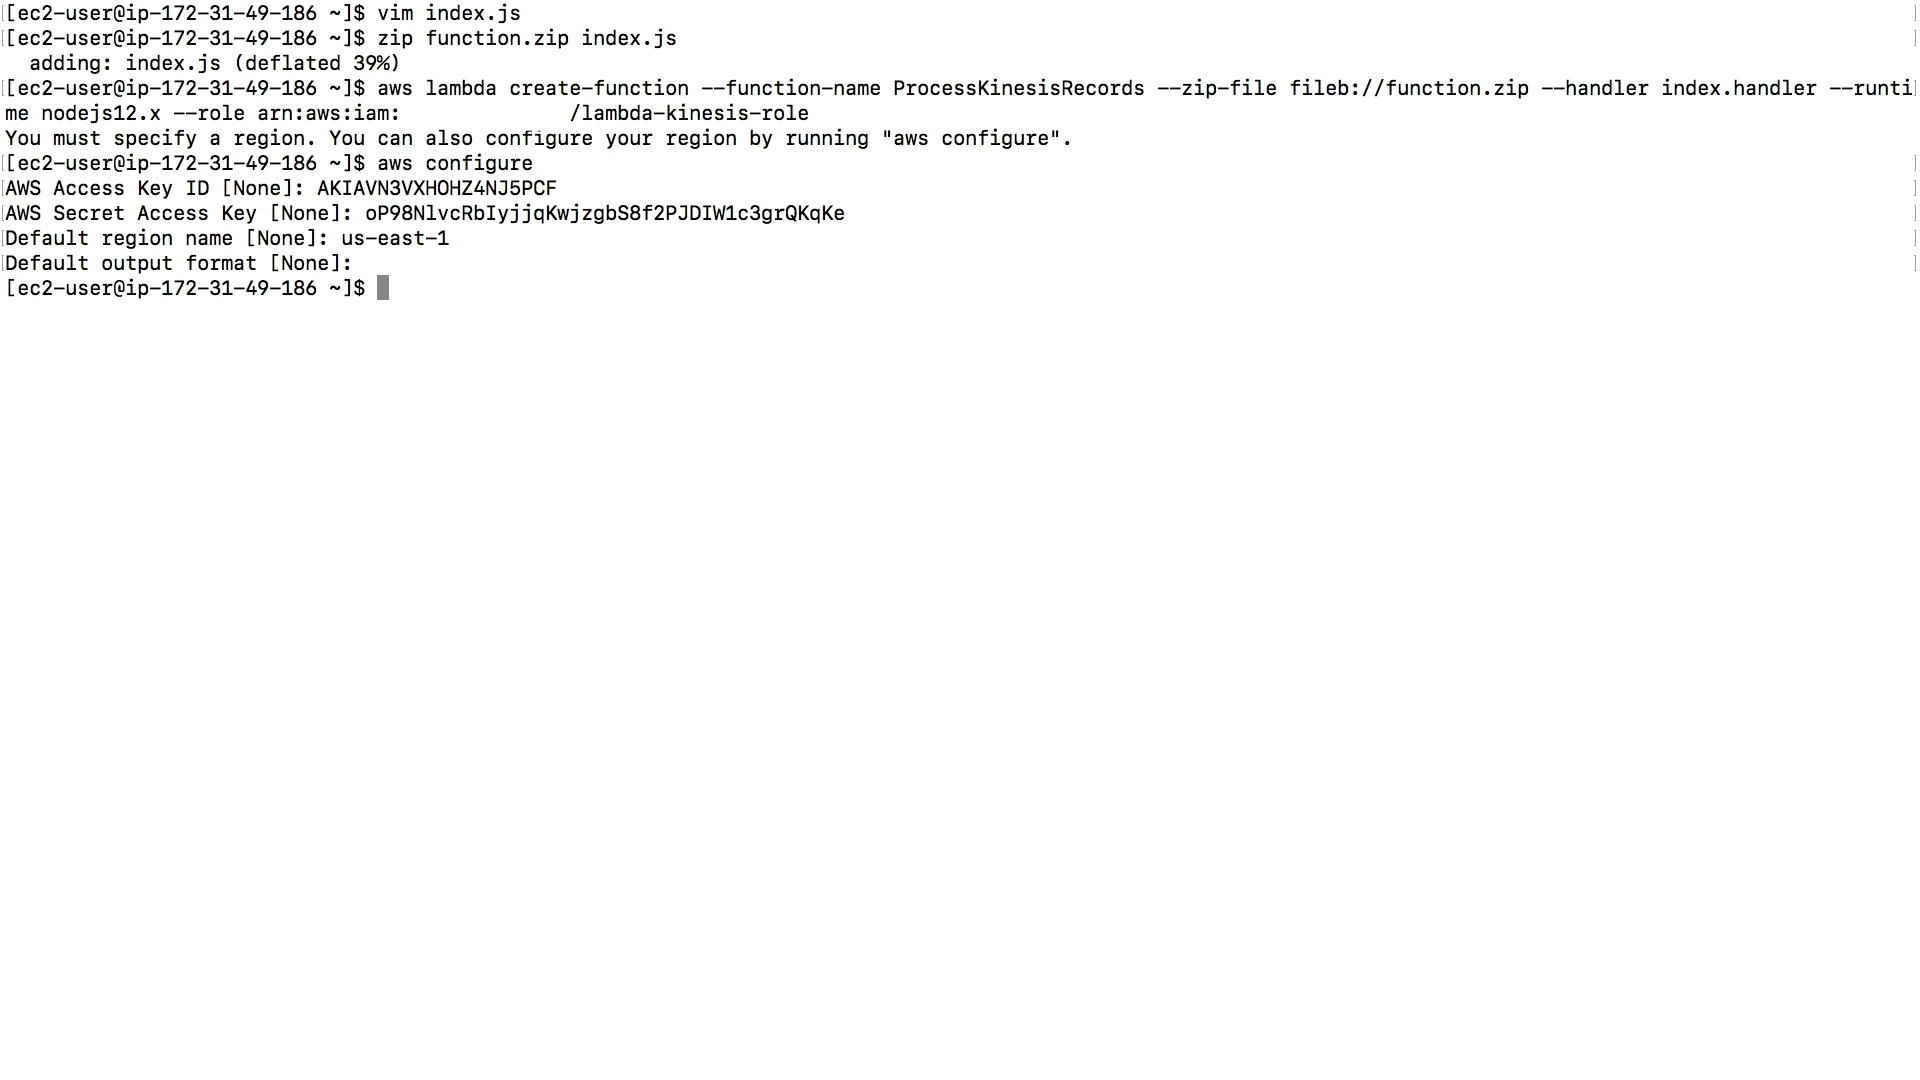 [ec2-user@ip-172-31-49-186 ~]$ vim index.js
[ec2-user@ip-172-31-49-186 ~]$ zip function.zip index.js
  adding: index.js (deflated 39%)
[ec2-user@ip-172-31-49-186 ~]$ aws lambda create-function --function-name ProcessKinesisRecords --zip-file fileb://function.zip --handler index.handler --runti
me nodejs12.x --role arn:aws:iam:              /lambda-kinesis-role
You must specify a region. You can also configure your region by running "aws configure".
[ec2-user@ip-172-31-49-186 ~]$ aws configure
AWS Access Key ID [None]: AKIAVN3VXHOHZ4NJ5PCF
AWS Secret Access Key [None]: oP98NlvcRbIyjjqKwjzgbS8f2PJDIW1c3grQKqKe
Default region name [None]: us-east-1
Default output format [None]:
[ec2-user@ip-172-31-49-186 ~]$